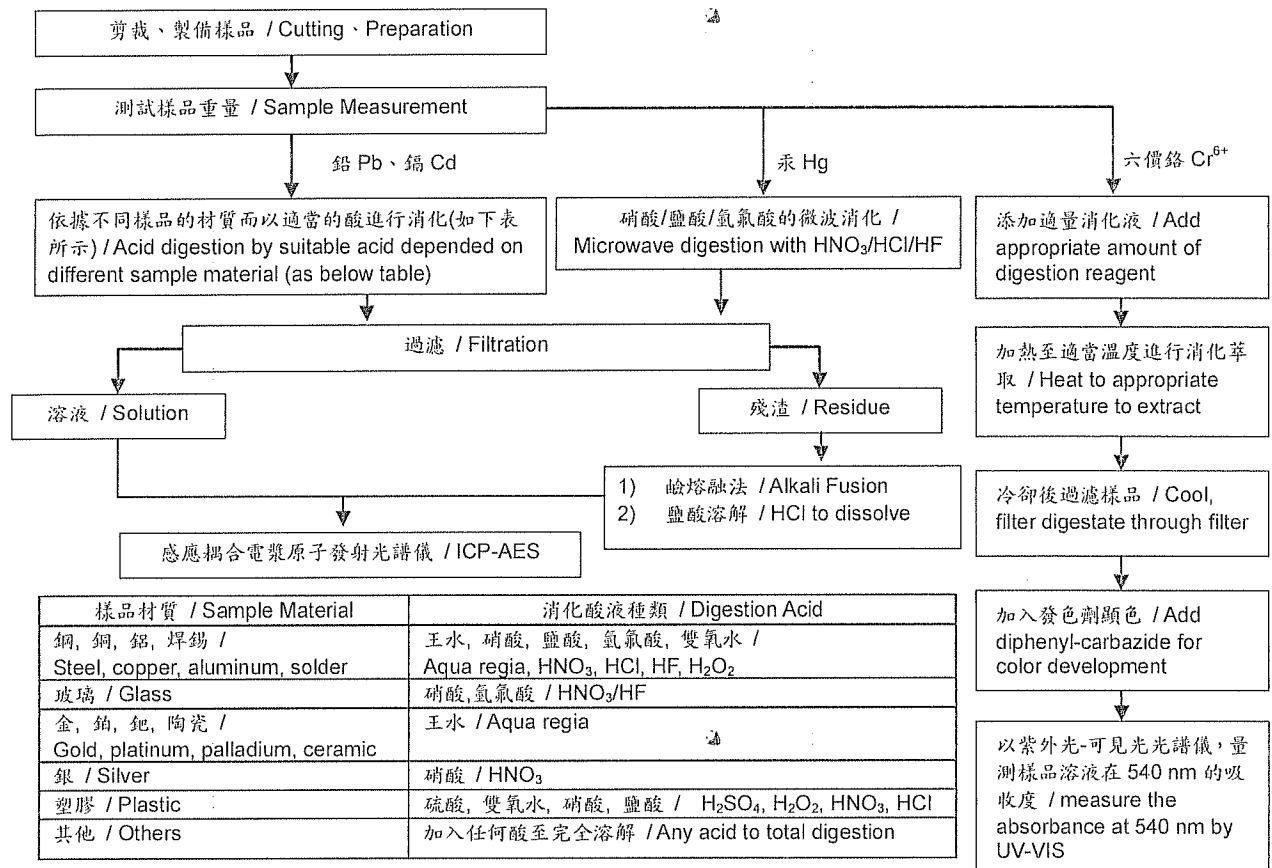 剪裁、製備樣品 / Cutting、Preparation
測試樣品重量 / Sample Measurement
鉛 Pb、鎘 Cd
汞 Hg
六價鉻 Cr⁶⁺
依據不同樣品的材質而以適當的酸進行消化(如下表
所示) / Acid digestion by suitable acid depended on
different sample material (as below table)
硝酸/鹽酸/氫氟酸的微波消化 /
Microwave digestion with HNO₃/HCl/HF
添加適量消化液 / Add
appropriate amount of
digestion reagent
過濾 / Filtration
加熱至適當溫度進行消化萃
取 / Heat to appropriate
temperature to extract
溶液 / Solution
殘渣 / Residue
1) 鹼熔融法 / Alkali Fusion
2) 鹽酸溶解 / HCl to dissolve
冷卻後過濾樣品 / Cool,
filter digestate through filter
感應耦合電漿原子發射光譜儀 / ICP-AES
加入發色劑顯色 / Add
diphenyl-carbazide for
color development
以紫外光-可見光光譜儀，量
測樣品溶液在 540 nm 的吸
收度 / measure the
absorbance at 540 nm by
UV-VIS
樣品材質 / Sample Material
消化酸液種類 / Digestion Acid
鋼, 銅, 鋁, 焊錫 /
Steel, copper, aluminum, solder
王水, 硝酸, 鹽酸, 氫氟酸, 雙氧水 /
Aqua regia, HNO₃, HCl, HF, H₂O₂
玻璃 / Glass
硝酸,氫氟酸 / HNO₃/HF
金, 鉑, 鈀, 陶瓷 /
Gold, platinum, palladium, ceramic
王水 / Aqua regia
銀 / Silver
硝酸 / HNO₃
塑膠 / Plastic
硫酸, 雙氧水, 硝酸, 鹽酸 / H₂SO₄, H₂O₂, HNO₃, HCl
其他 / Others
加入任何酸至完全溶解 / Any acid to total digestion